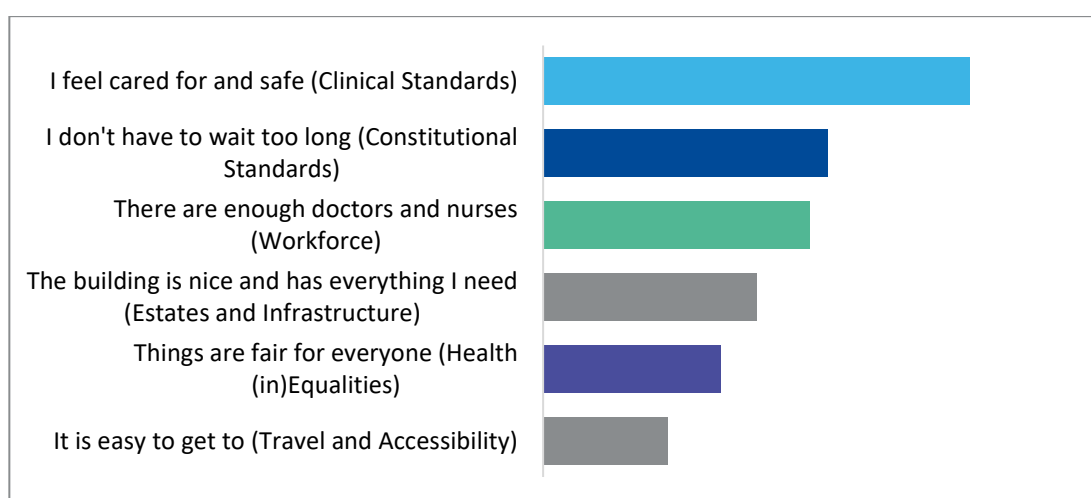 I feel cared for and safe (Clinical Standards)
I don't have to wait too long (Constitutional
Standards)
There are enough doctors and nurses
(Workforce)
The building is nice and has everything I need
(Estates and Infrastructure)
Things are fair for everyone (Health
(in)Equalities)
It is easy to get to (Travel and Accessibility)